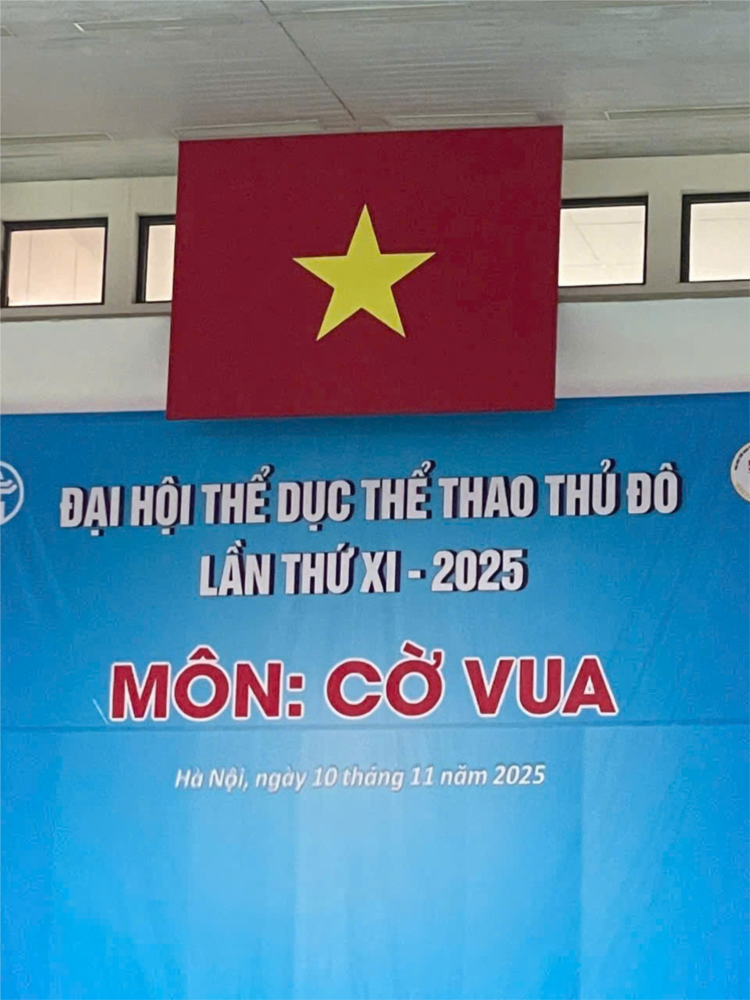 ĐẠI HỘI THỂ DỤC THỂ THAO THỦ ĐÔ
LẦN THỨ XI - 2025
MÔN: CỜ VUA
Hà Nội, ngày 10 tháng 11 năm 2025